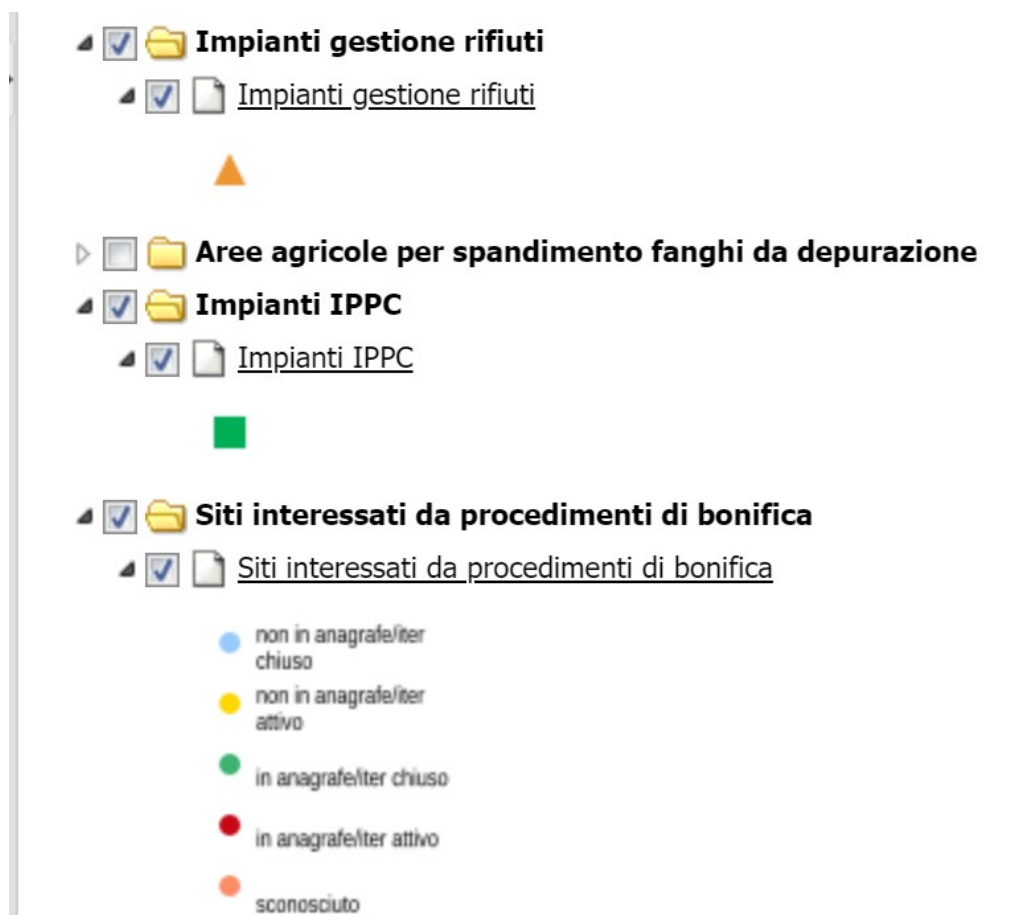 Impianti gestione rifiuti
Impianti gestione rifiuti
Aree agricole per spandimento fanghi da depurazione
Impianti IPPC
Impianti IPPC
Siti interessati da procedimenti di bonifica
Siti interessati da procedimenti di bonifica
non in anagrafe/iter
chiuso
non in anagrafe/iter
attivo
in anagrafe/iter chiuso
in anagrafe/iter attivo
sconosciuto